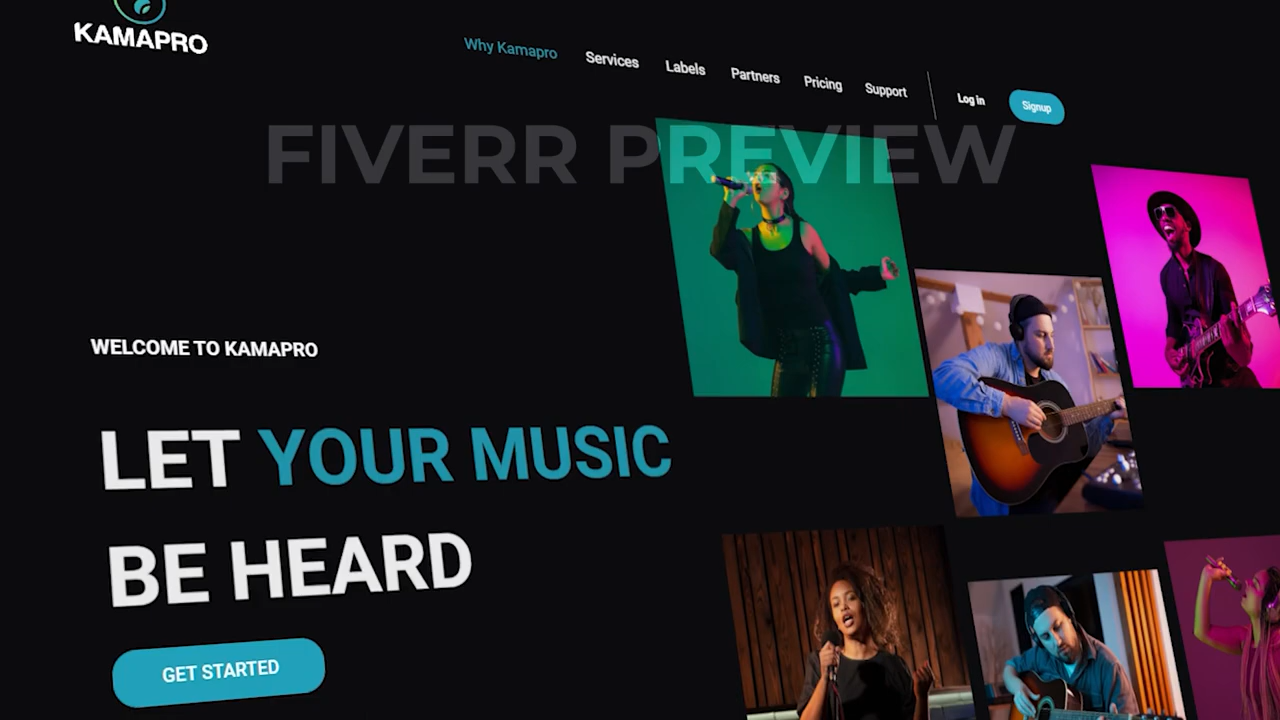 KAMAPRO
Why Kamapro
Services
Labels
Partners
Pricing
Support
Log in
Signup
FIVERR PREVIEW
WELCOME TO KAMAPRO
LET YOUR MUSIC
BE HEARD
GET STARTED